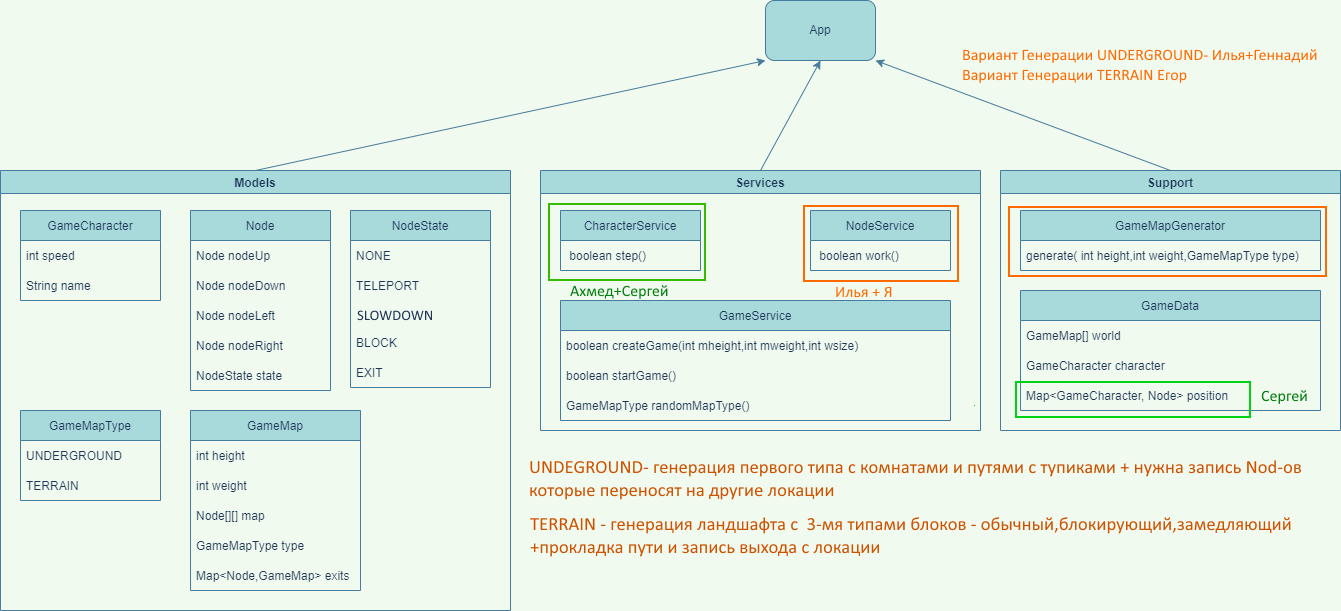 App
Вариант Генерации UNDERGROUND- Илья+Геннадий
Вариант Генерации TERRAIN Егор
Models
GameCharacter
int speed
String name
Node
Node nodeUp
Node nodeDown
Node nodeLeft
Node nodeRight
NodeState state
NodeState
NONE
TELEPORT
SLOWDOWN
BLOCK
EXIT
GameMapType
UNDERGROUND
TERRAIN
GameMap
int height
int weight
Node[][] map
GameMapType type
Map<Node,GameMap> exits
Services
CharacterService
boolean step()
Ахмед+Сергей
NodeService
boolean work()
Илья + Я
GameService
boolean createGame(int mheight,int mweight,int wsize)
boolean startGame()
GameMapType randomMapType()
Support
GameMapGenerator
generate( int height,int weight,GameMapType type)
GameData
GameMap[] world
GameCharacter character
Map<GameCharacter, Node> position
Сергей
UNDEGROUND- генерация первого типа с комнатами и путями с тупиками + нужна запись Nod-ов
которые переносят на другие локации
TERRAIN - генерация ландшафта с 3-мя типами блоков - обычный,блокирующий,замедляющий
+прокладка пути и запись выхода с локации